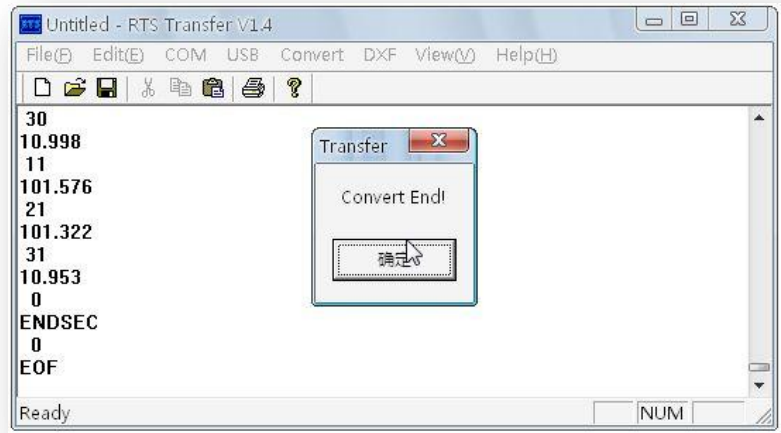 RTS Untitled - RTS Transfer V1.4
File(F) Edit(E) COM USB Convert DXF View(V) Help(H)
30
10.998
11
101.576
21
101.322
31
10.953
0
ENDSEC
0
EOF
Transfer
Convert End!
确定
Ready
NUM